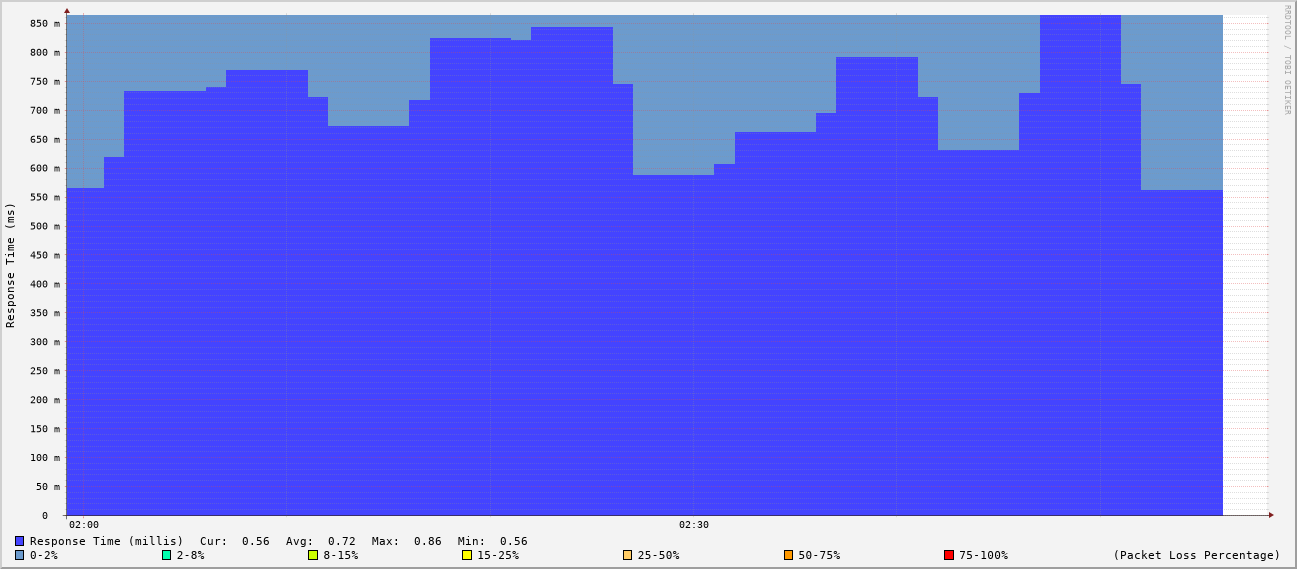 RRDTOOL / TOBI OETIKER
Response Time (ms)
850 m
800 m
750 m
700 m
650 m
600 m
550 m
500 m
450 m
400 m
350 m
300 m
250 m
200 m
150 m
100 m
50 m
0
02:00 02:30
Response Time (millis) Cur: 0.56 Avg: 0.72 Max: 0.86 Min: 0.56
0-2% 2-8% 8-15% 15-25% 25-50% 50-75% 75-100% (Packet Loss Percentage)